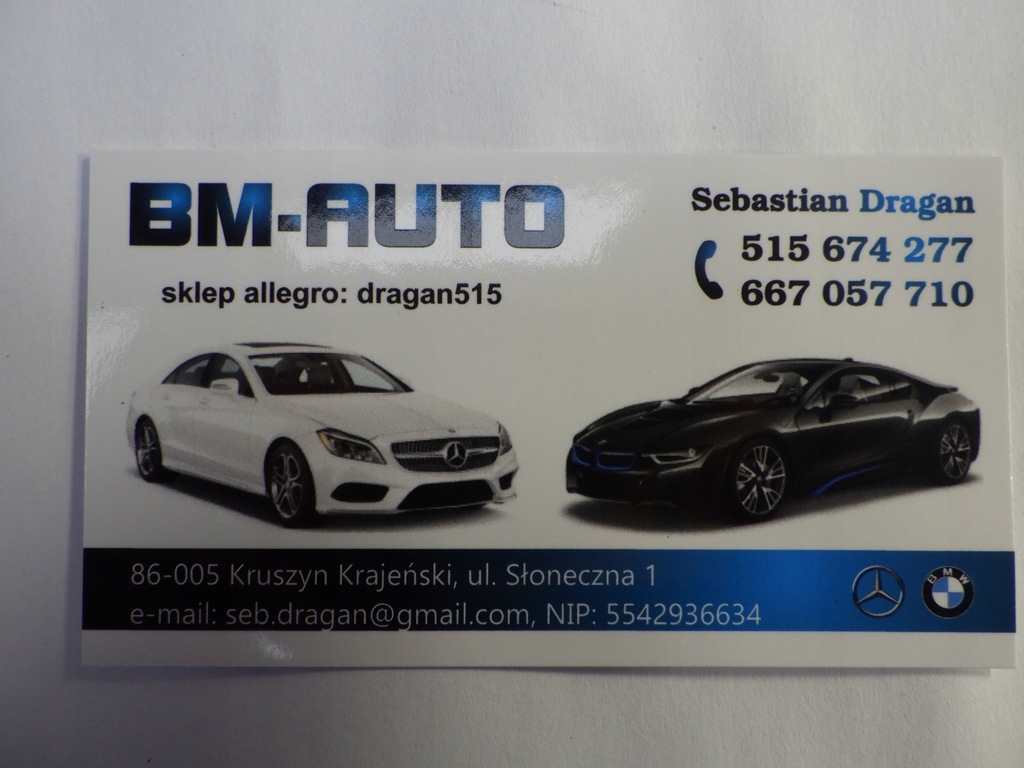 BM-AUTO
sklep allegro: dragan515
Sebastian Dragan
515 674 277
667 057 710
86-005 Kruszyn Krajeński, ul. Słoneczna 1
e-mail: seb.dragan@gmail.com, NIP: 5542936634
BMW